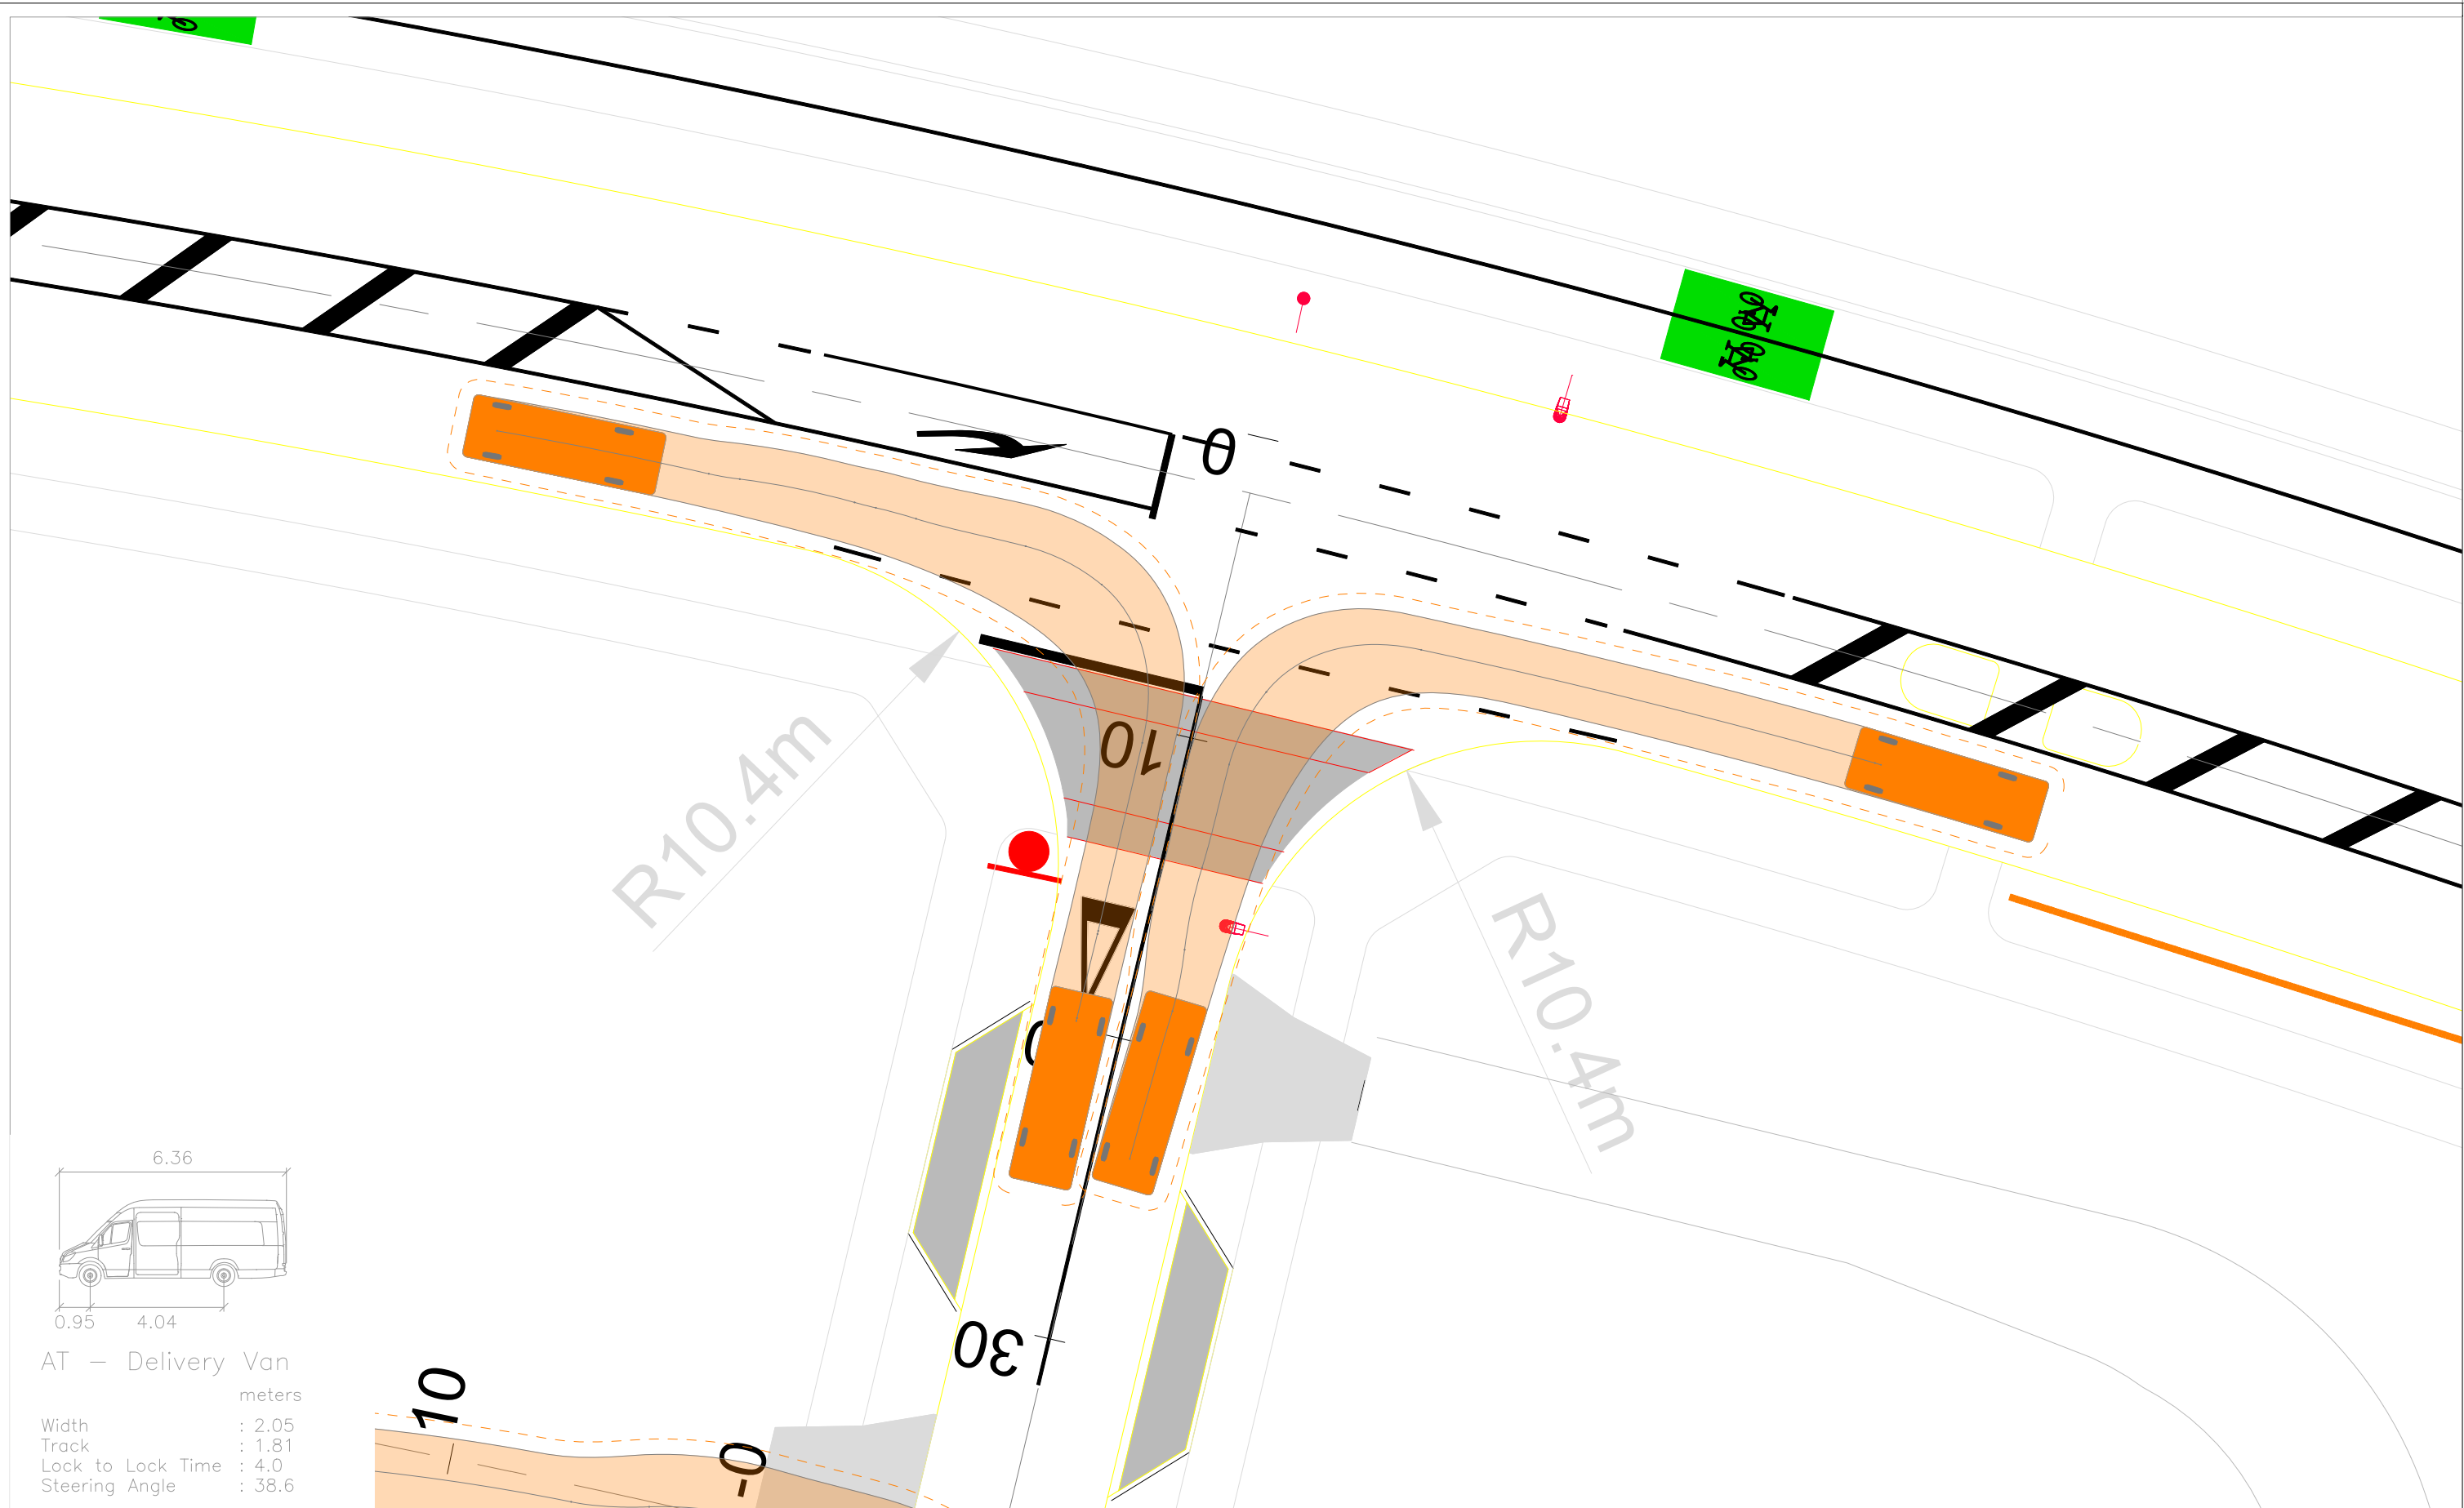 0
10
R10.4m
R10.4m
30
6.36
0.95 4.04
AT - Delivery Van
meters
Width : 2.05
Track : 1.81
Lock to Lock Time : 4.0
Steering Angle : 38.6
10
0